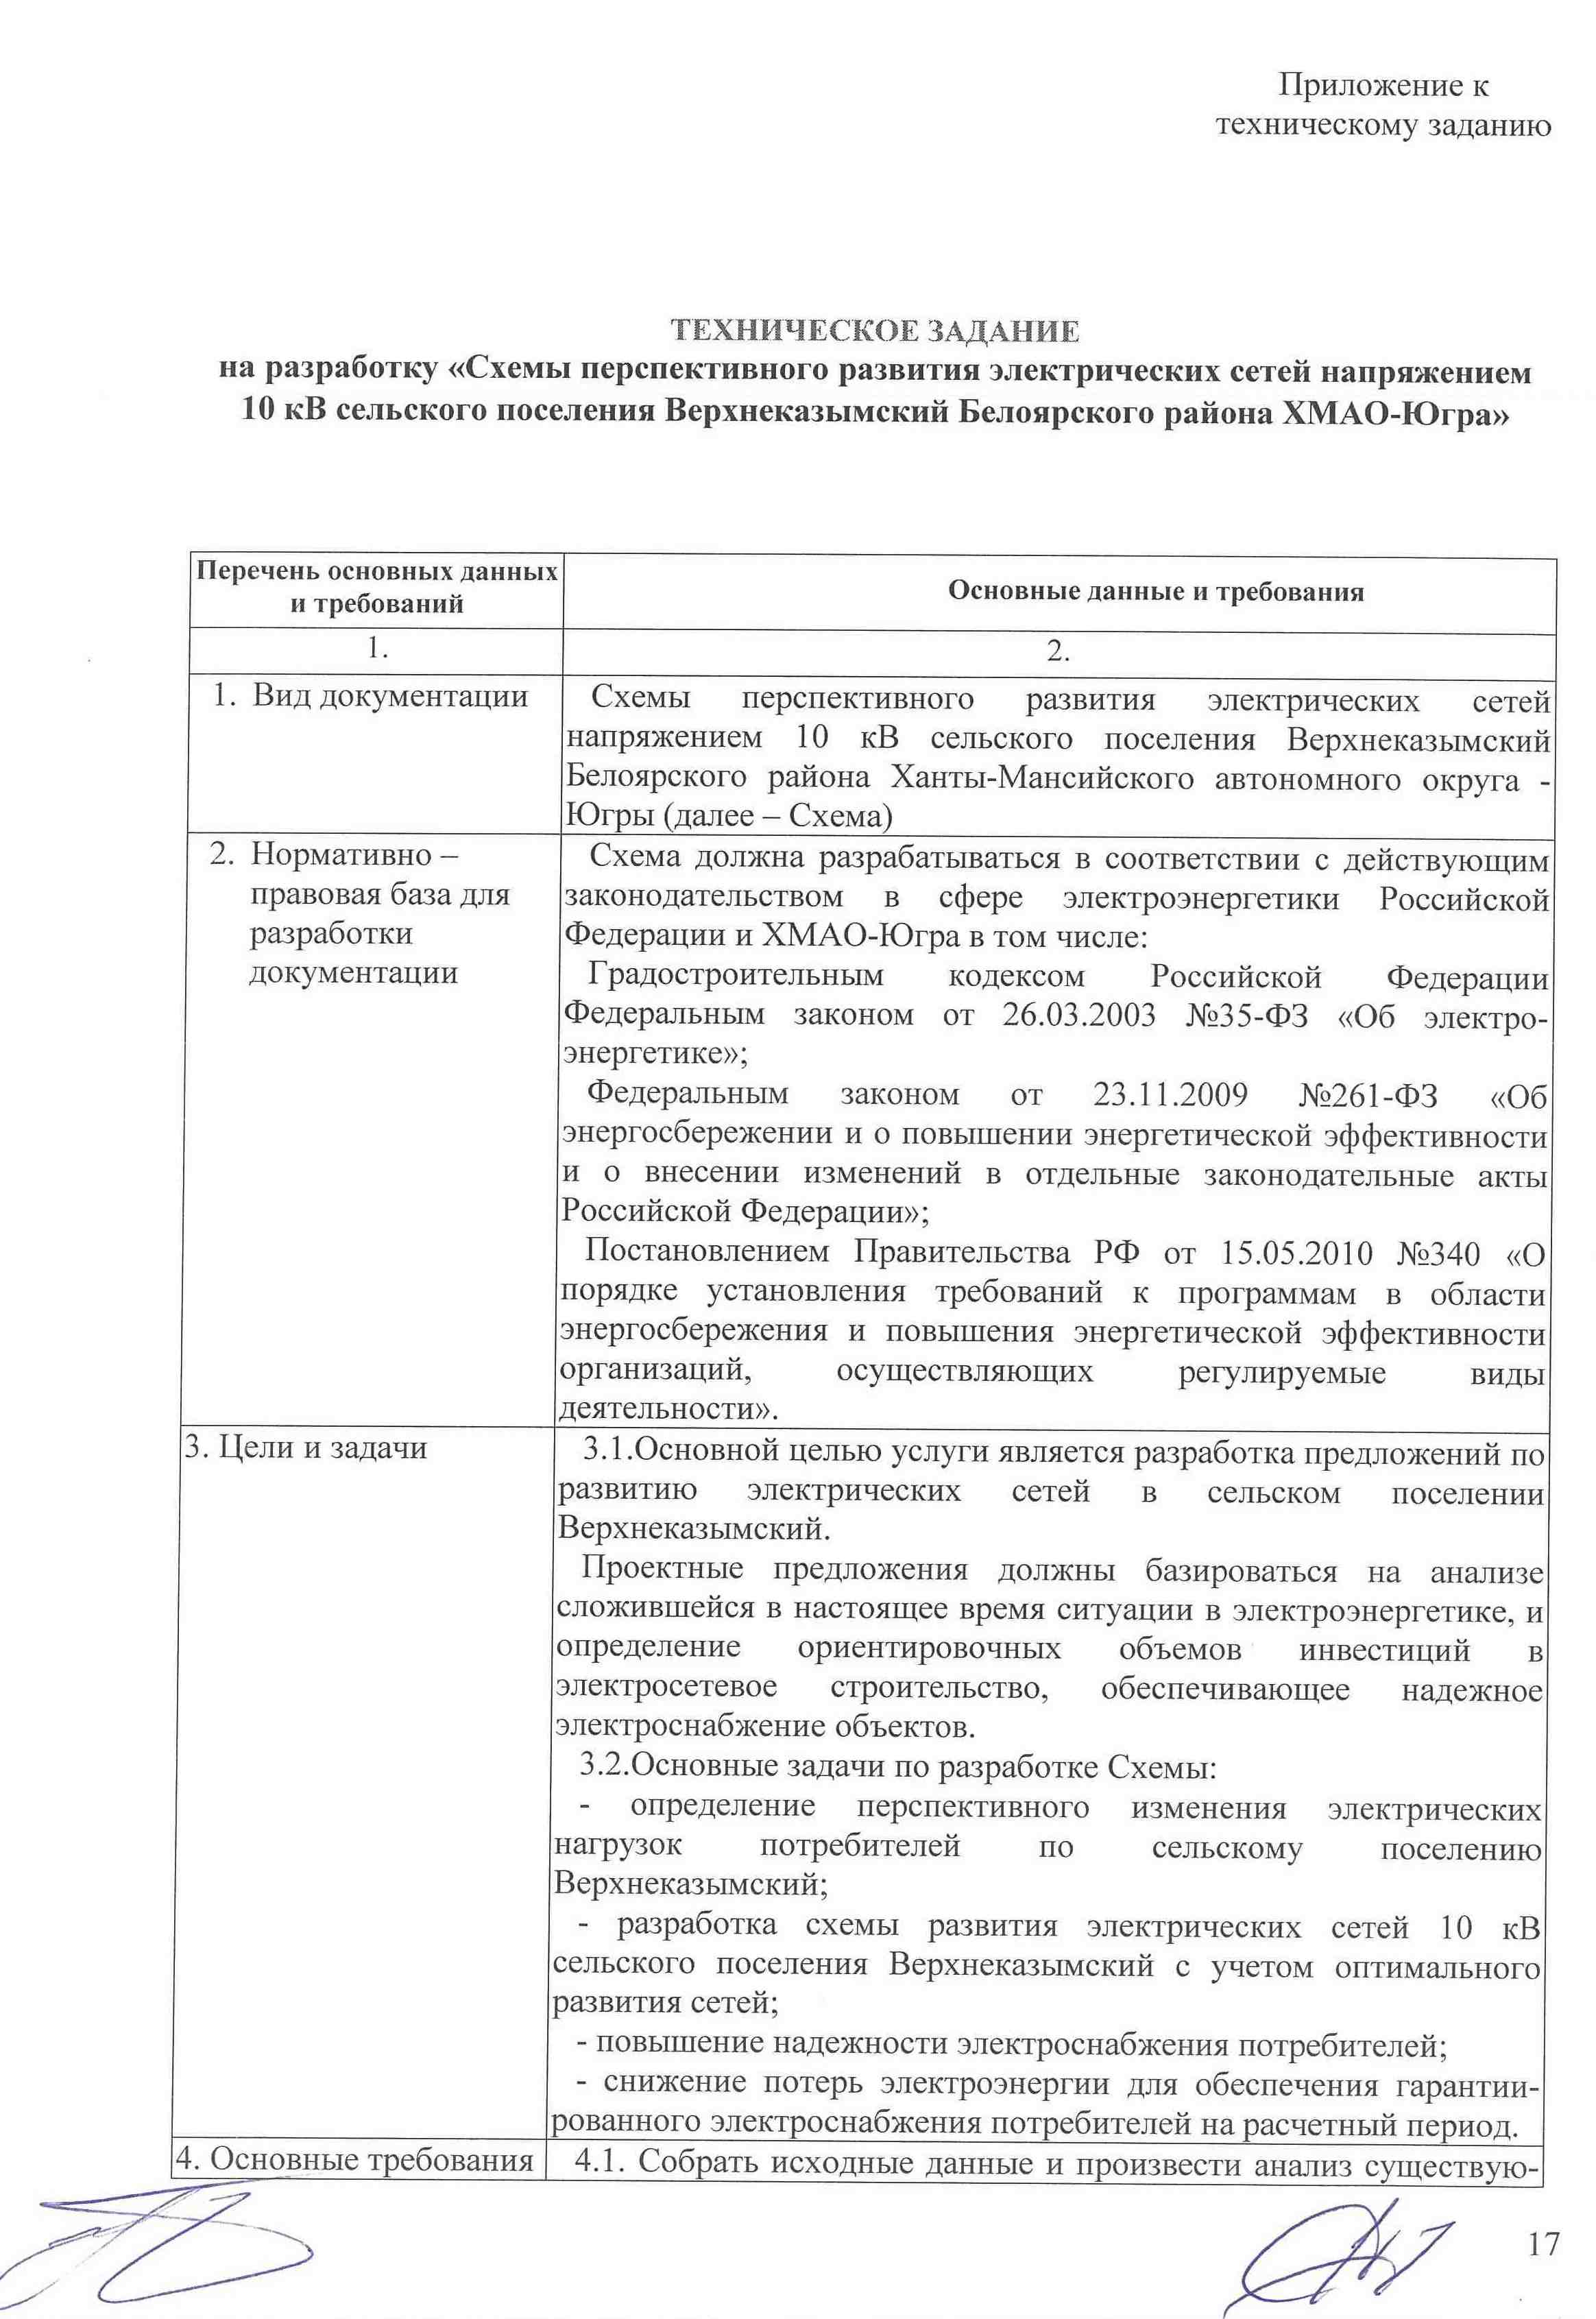 Приложение к
техническому заданию
ТЕХНИЧЕСКОЕ ЗАДАНИЕ
на разработку «Схемы перспективного развития электрических сетей напряжением
10 кВ сельского поселения Верхнеказымский Белоярского района ХМАО-Югра»
Перечень основных данных
и требований
Основные данные и требования
1.
2.
1. Вид документации
Схемы перспективного развития электрических сетей
напряжением 10 кВ сельского поселения Верхнеказымский
Белоярского района Ханты-Мансийского автономного округа -
Югры (далее – Схема)
2. Нормативно –
правовая база для
разработки
документации
Схема должна разрабатываться в соответствии с действующим
законодательством в сфере электроэнергетики Российской
Федерации и ХМАО-Югра в том числе:
Градостроительным кодексом Российской Федерации
Федеральным законом от 26.03.2003 №35-ФЗ «Об электро-
энергетике»;
Федеральным законом от 23.11.2009 №261-ФЗ «Об
энергосбережении и о повышении энергетической эффективности
и о внесении изменений в отдельные законодательные акты
Российской Федерации»;
Постановлением Правительства РФ от 15.05.2010 №340 «О
порядке установления требований к программам в области
энергосбережения и повышения энергетической эффективности
организаций, осуществляющих регулируемые виды
деятельности».
3. Цели и задачи
3.1.Основной целью услуги является разработка предложений по
развитию электрических сетей в сельском поселении
Верхнеказымский.
Проектные предложения должны базироваться на анализе
сложившейся в настоящее время ситуации в электроэнергетике, и
определение ориентировочных объемов инвестиций в
электросетевое строительство, обеспечивающее надежное
электроснабжение объектов.
3.2.Основные задачи по разработке Схемы:
- определение перспективного изменения электрических
нагрузок потребителей по сельскому поселению
Верхнеказымский;
- разработка схемы развития электрических сетей 10 кВ
сельского поселения Верхнеказымский с учетом оптимального
развития сетей;
- повышение надежности электроснабжения потребителей;
- снижение потерь электроэнергии для обеспечения гарантии-
рованного электроснабжения потребителей на расчетный период.
4. Основные требования
4.1. Собрать исходные данные и произвести анализ существую-
17